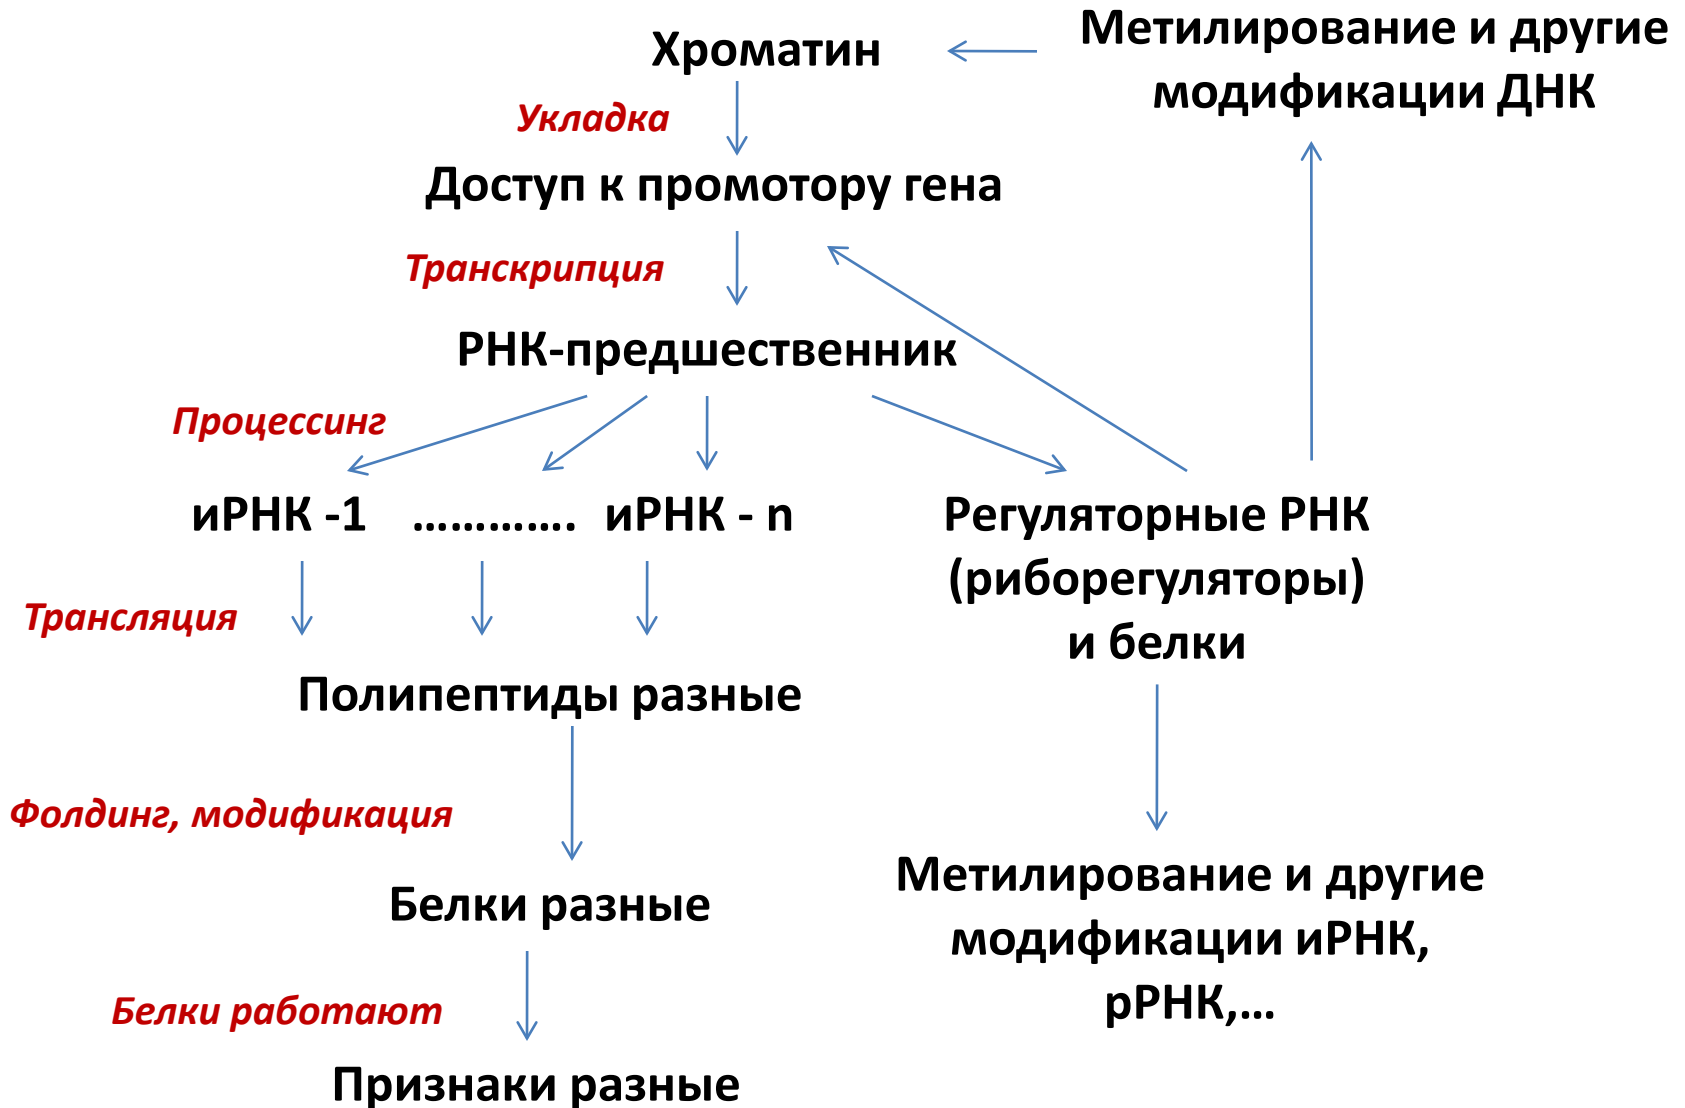 Хроматин
Метилирование и другие
модификации ДНК
Укладка
Доступ к промотору гена
Транскрипция
РНК-предшественник
Процессинг
иРНК -1 …………. иРНК - n
Регуляторные РНК
(риборегуляторы)
и белки
Трансляция
Полипептиды разные
Фолдинг, модификация
Белки разные
Метилирование и другие
модификации иРНК,
рРНК,…
Белки работают
Признаки разные